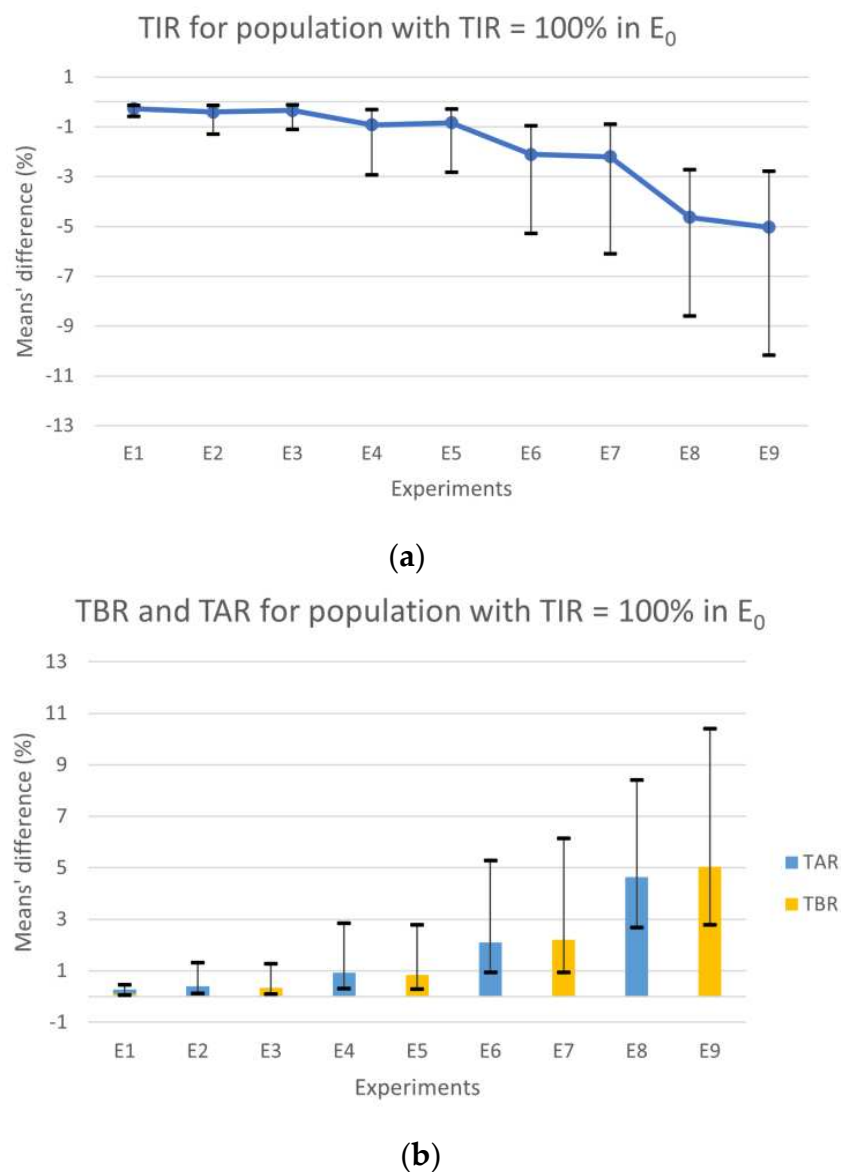 TIR for population with TIR = 100% in E₀
1
-1
-3
-5
-7
-9
-11
-13
Means' difference (%)
E1 E2 E3 E4 E5 E6 E7 E8 E9
Experiments
(a)
TBR and TAR for population with TIR = 100% in E₀
13
11
9
7
5
3
1
-1
Means' difference (%)
TAR
TBR
E1 E2 E3 E4 E5 E6 E7 E8 E9
Experiments
(b)